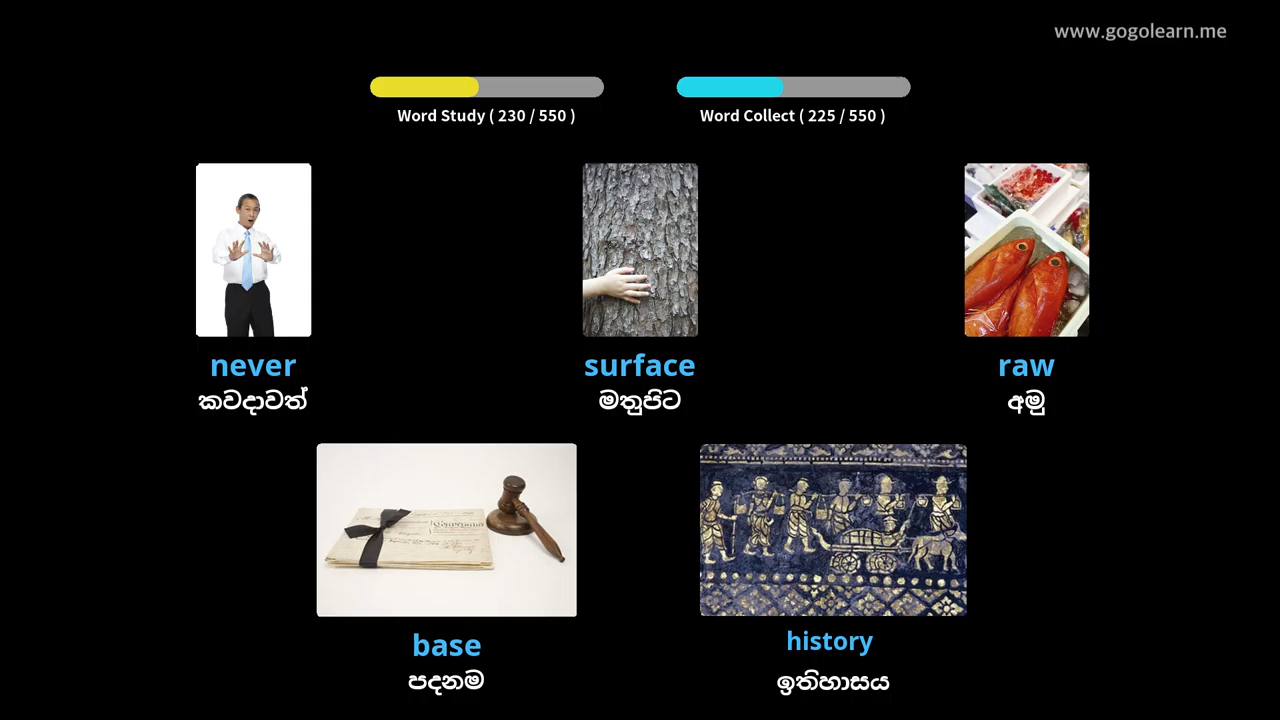 www.gogolearn.me
Word Study ( 230 / 550 )
Word Collect ( 225 / 550 )
never
කවදාවත්
surface
මතුපිට
raw
අමු
base
පදනම
history
ඉතිහාසය